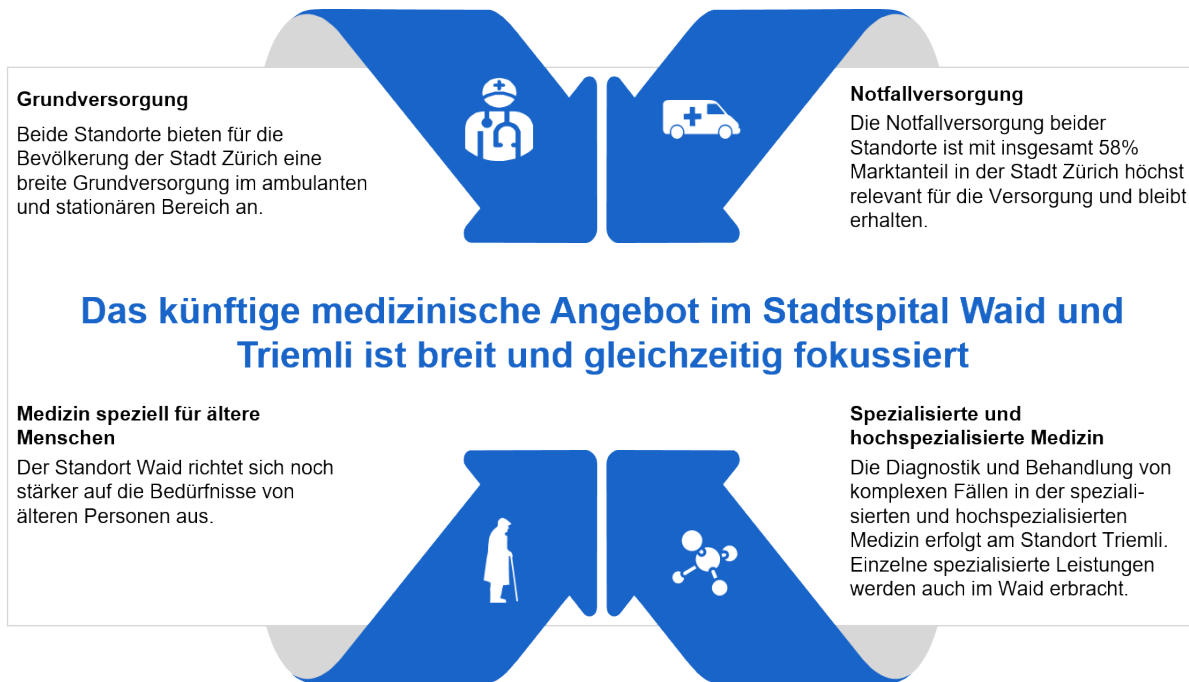 Grundversorgung
Beide Standorte bieten für die
Bevölkerung der Stadt Zürich eine
breite Grundversorgung im ambulanten
und stationären Bereich an.
Notfallversorgung
Die Notfallversorgung beider
Standorte ist mit insgesamt 58%
Marktanteil in der Stadt Zürich höchst
relevant für die Versorgung und bleibt
erhalten.
Das künftige medizinische Angebot im Stadtspital Waid und
Triemli ist breit und gleichzeitig fokussiert
Medizin speziell für ältere
Menschen
Der Standort Waid richtet sich noch
stärker auf die Bedürfnisse von
älteren Personen aus.
Spezialisierte und
hochspezialisierte Medizin
Die Diagnostik und Behandlung von
komplexen Fällen in der speziali-
sierten und hochspezialisierten
Medizin erfolgt am Standort Triemli.
Einzelne spezialisierte Leistungen
werden auch im Waid erbracht.